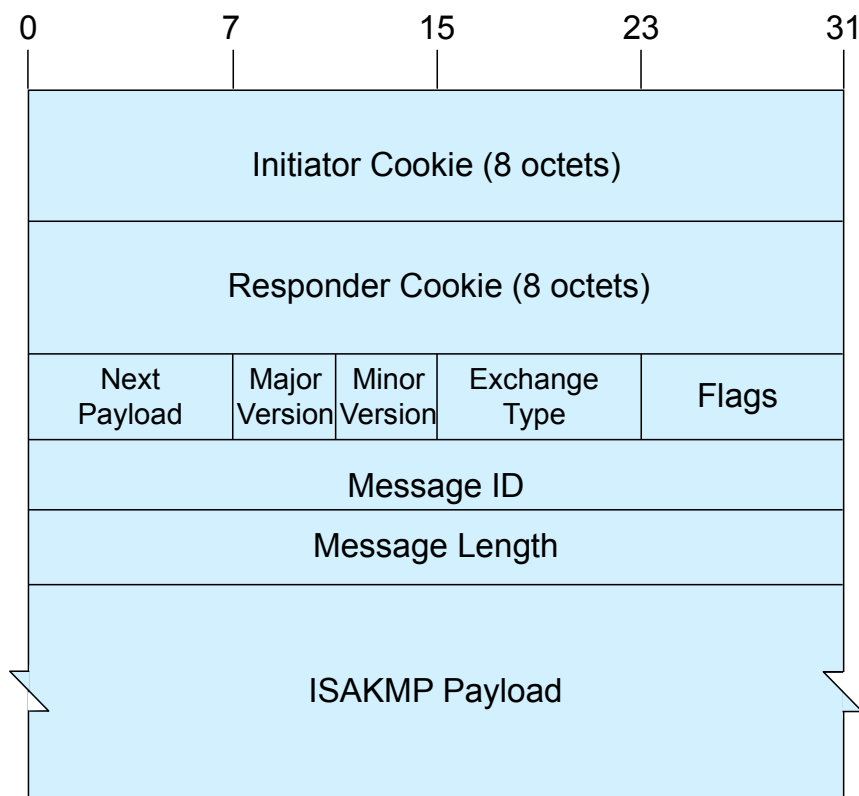 0 7 15 23 31
Initiator Cookie (8 octets)
Responder Cookie (8 octets)
Next
Payload
Major
Version
Minor
Version
Exchange
Type
Flags
Message ID
Message Length
ISAKMP Payload